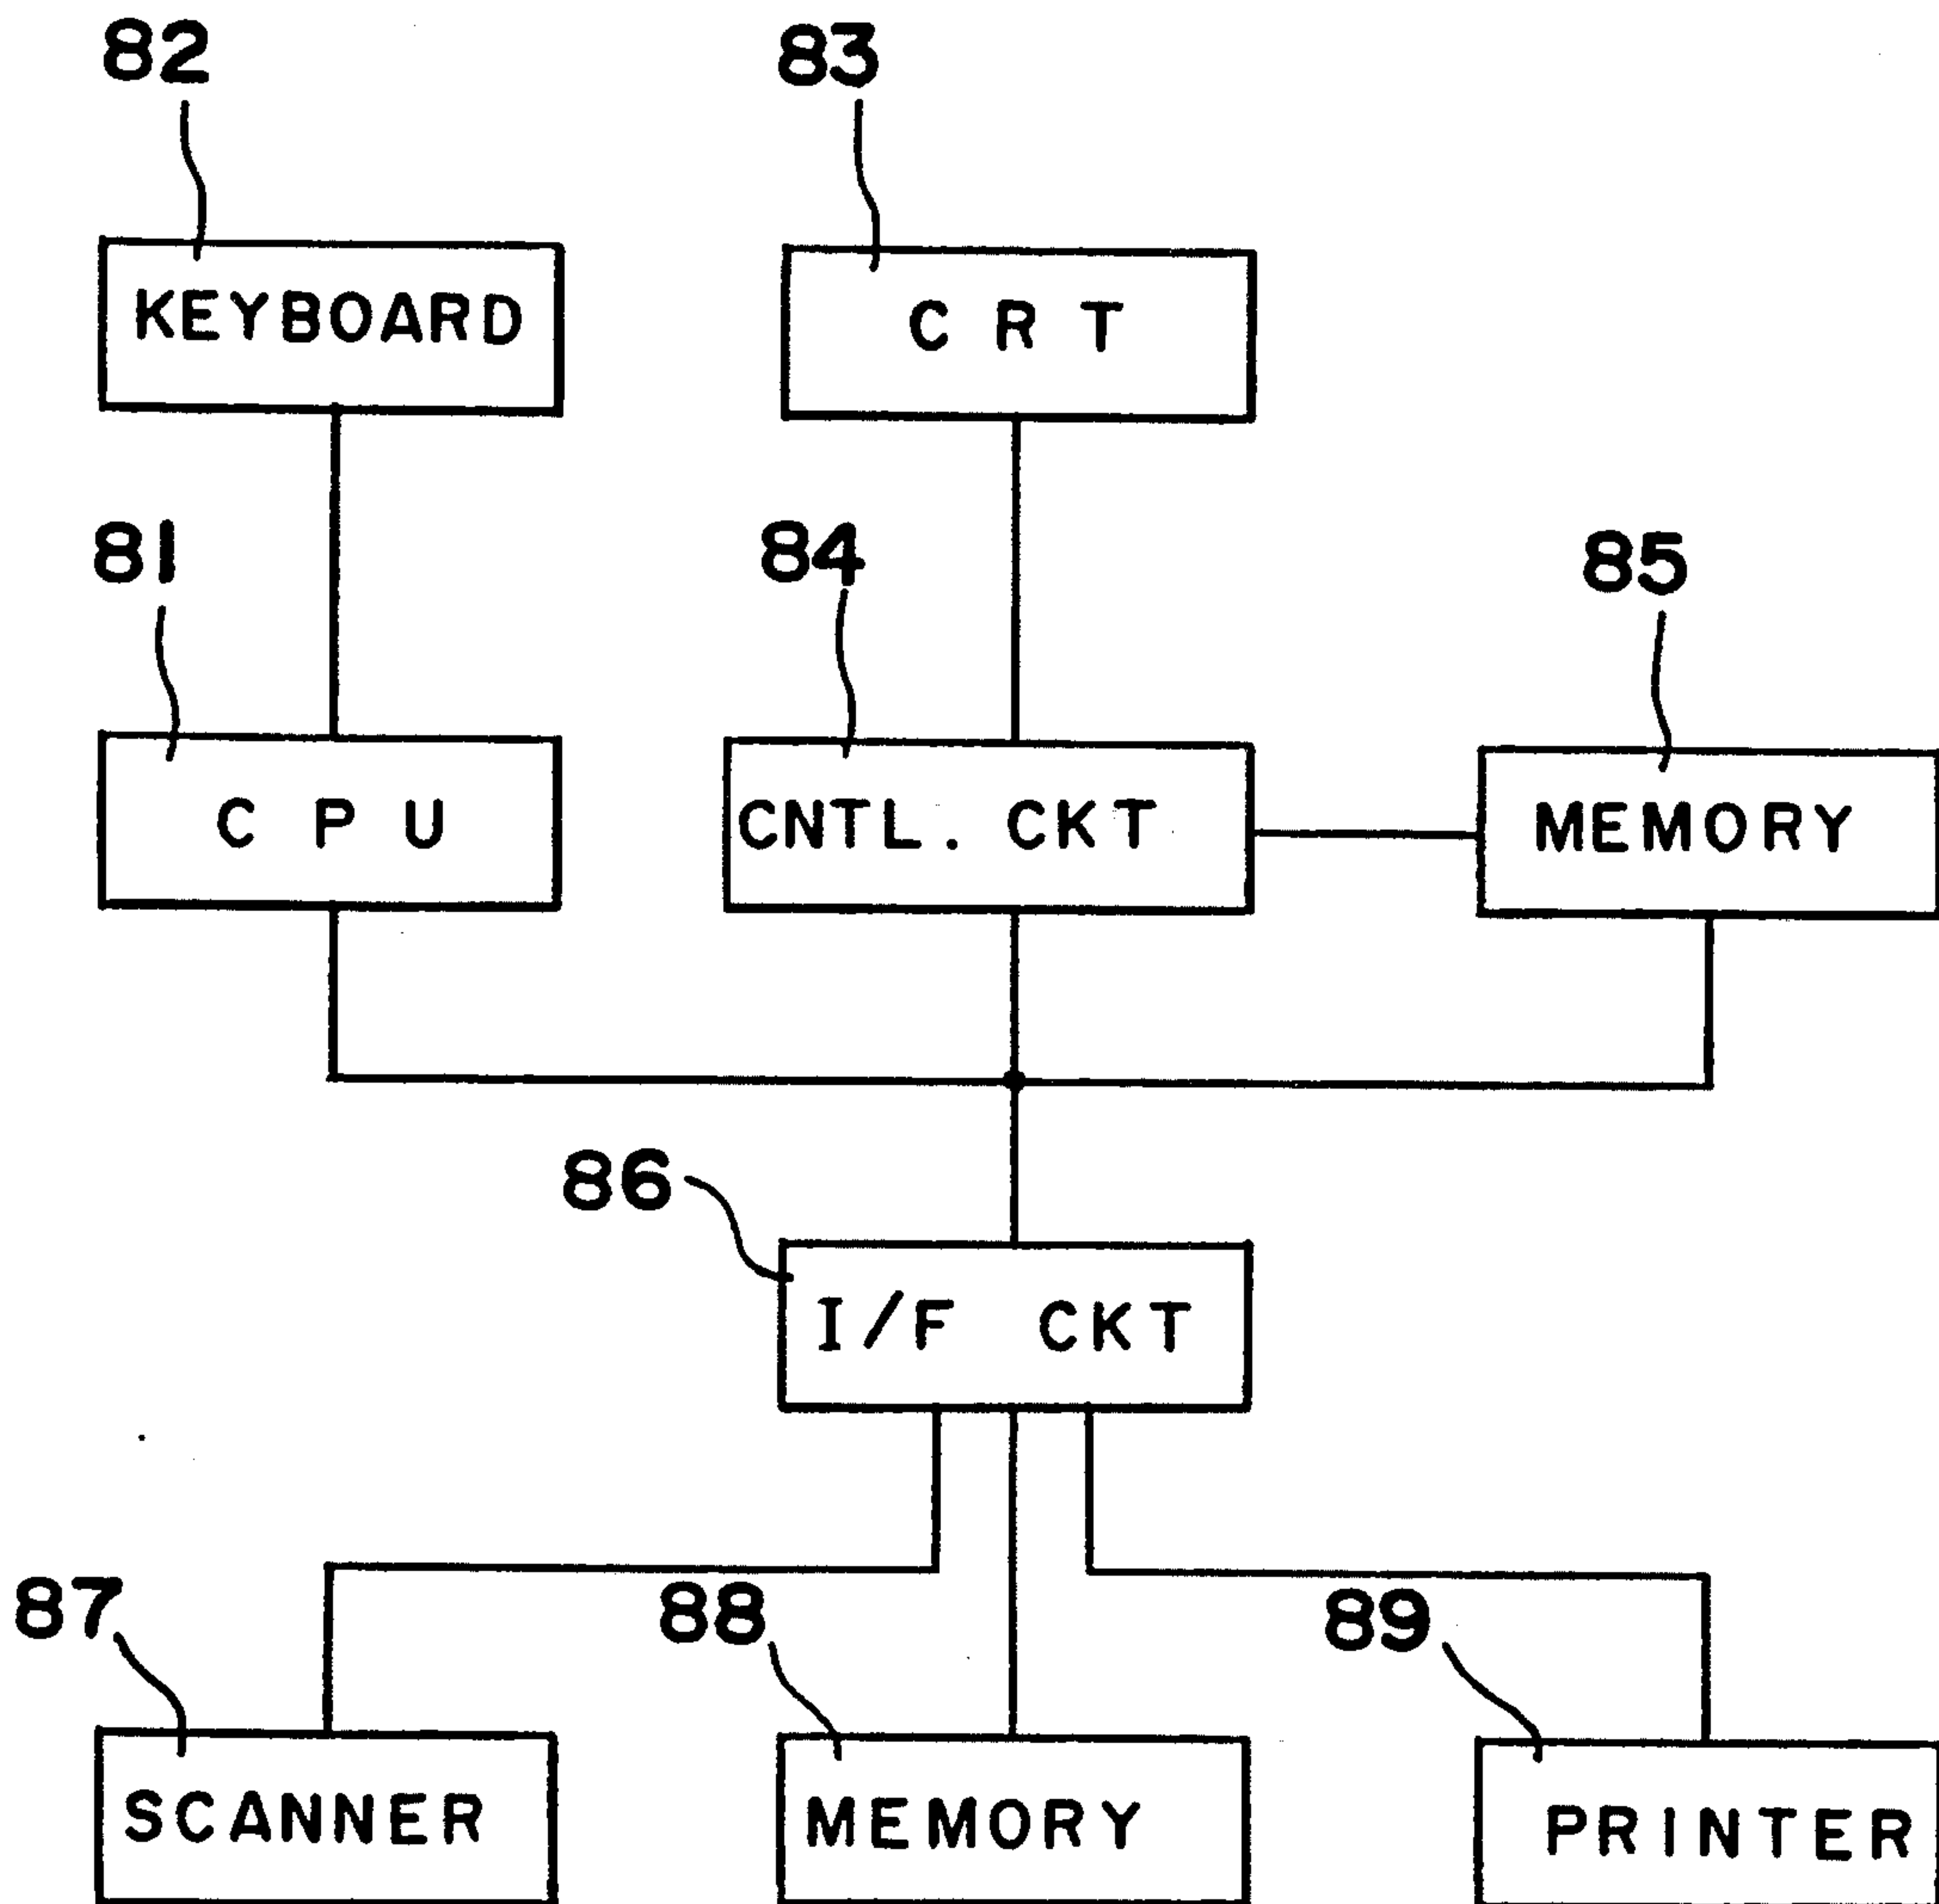 82
83
KEYBOARD
C R T
81
84
85
C P U
CNTL. CKT
MEMORY
86
I/F CKT
87
88
89
SCANNER
MEMORY
PRINTER